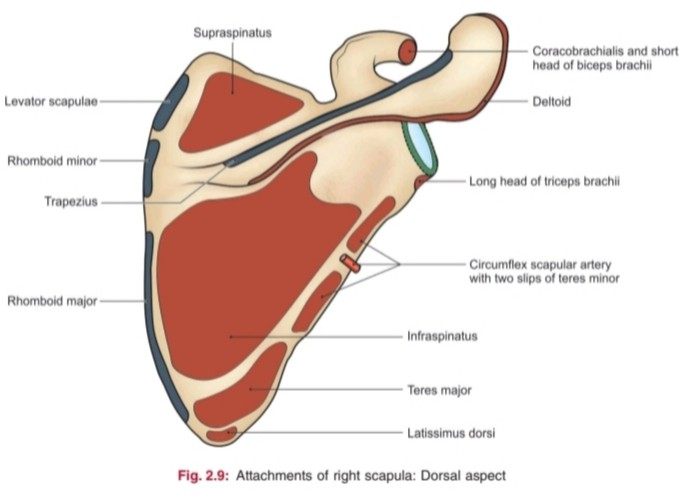 Supraspinatus
Coracobrachialis and short
head of biceps brachii
Levator scapulae
Deltoid
Rhomboid minor
Long head of triceps brachii
Trapezius
Circumflex scapular artery
with two slips of teres minor
Rhomboid major
Infraspinatus
Teres major
Latissimus dorsi
Fig. 2.9: Attachments of right scapula: Dorsal aspect